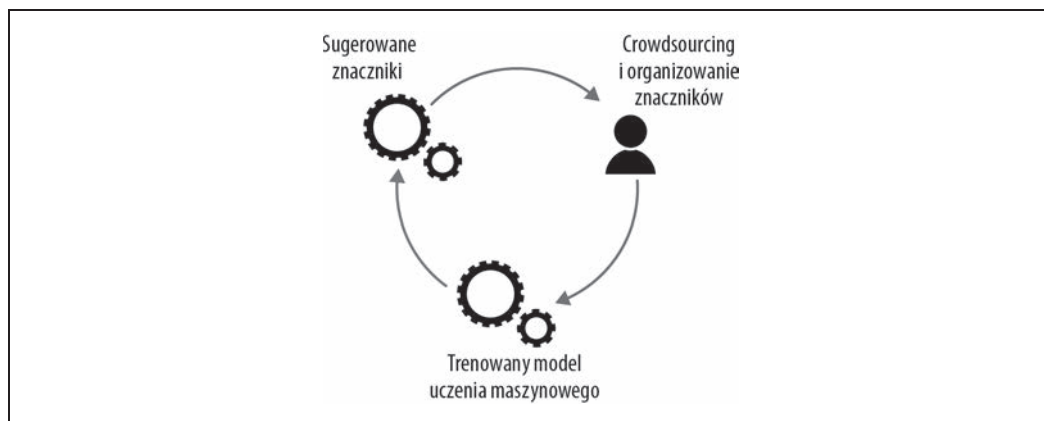 Sugerowane
znaczniki
Crowdsourcing
i organizowanie
znaczników
Trenowany model
uczenia maszynowego